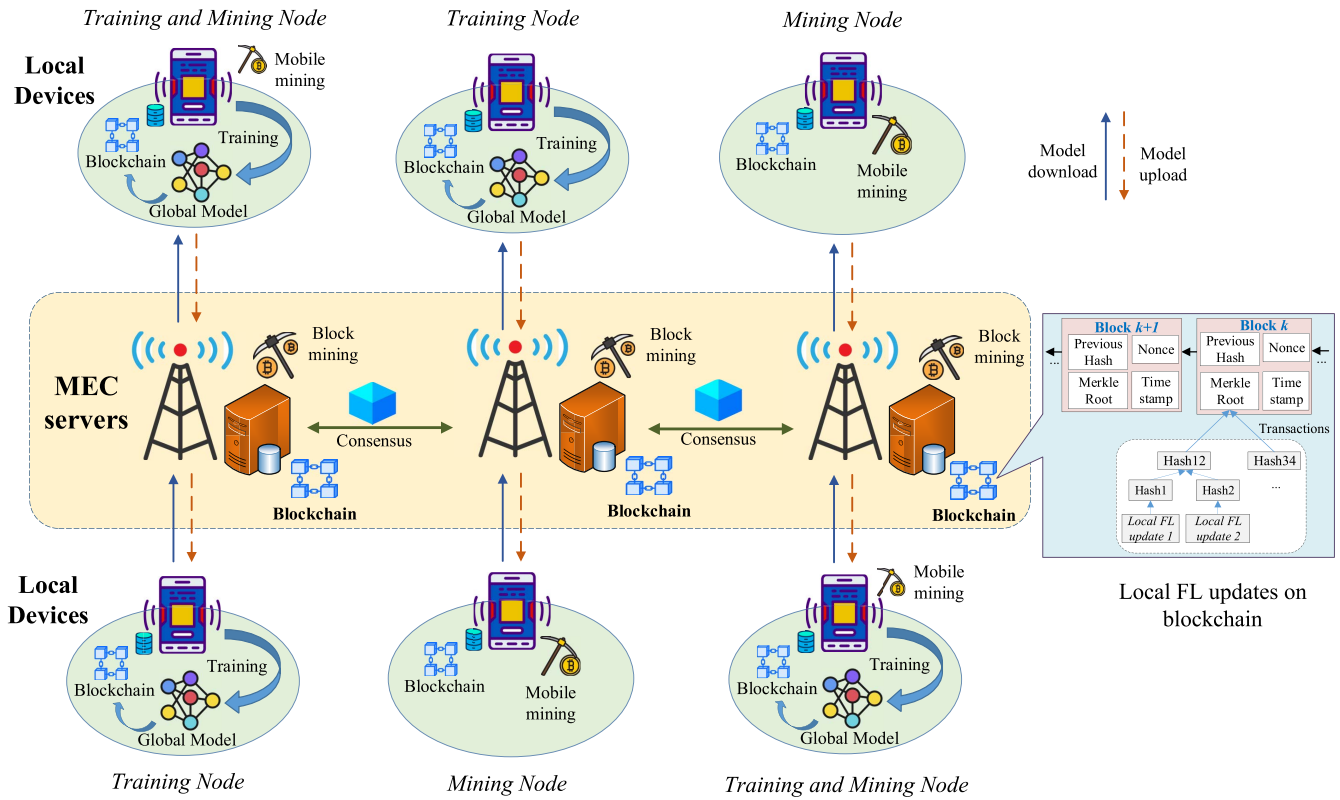 Training and Mining Node
Training Node
Mining Node
Local
Devices
Mobile
mining
Training
Blockchain
Global Model
Training
Blockchain
Global Model
Blockchain
Mobile
mining
Model
download
Model
upload
MEC
servers
Block
mining
Consensus
Blockchain
Block
mining
Consensus
Blockchain
Block
mining
Blockchain
Block k+1
Previous
Hash
Nonce
Merkle
Root
Time
stamp
...
Block k
Previous
Hash
Nonce
Merkle
Root
Time
stamp
...
Transactions
Hash12
Hash34
...
Hash1
Hash2
Local FL
update 1
Local FL
update 2
Local FL updates on
blockchain
Local
Devices
Training
Blockchain
Global Model
Blockchain
Mobile
mining
Mobile
mining
Training
Blockchain
Global Model
Training Node
Mining Node
Training and Mining Node